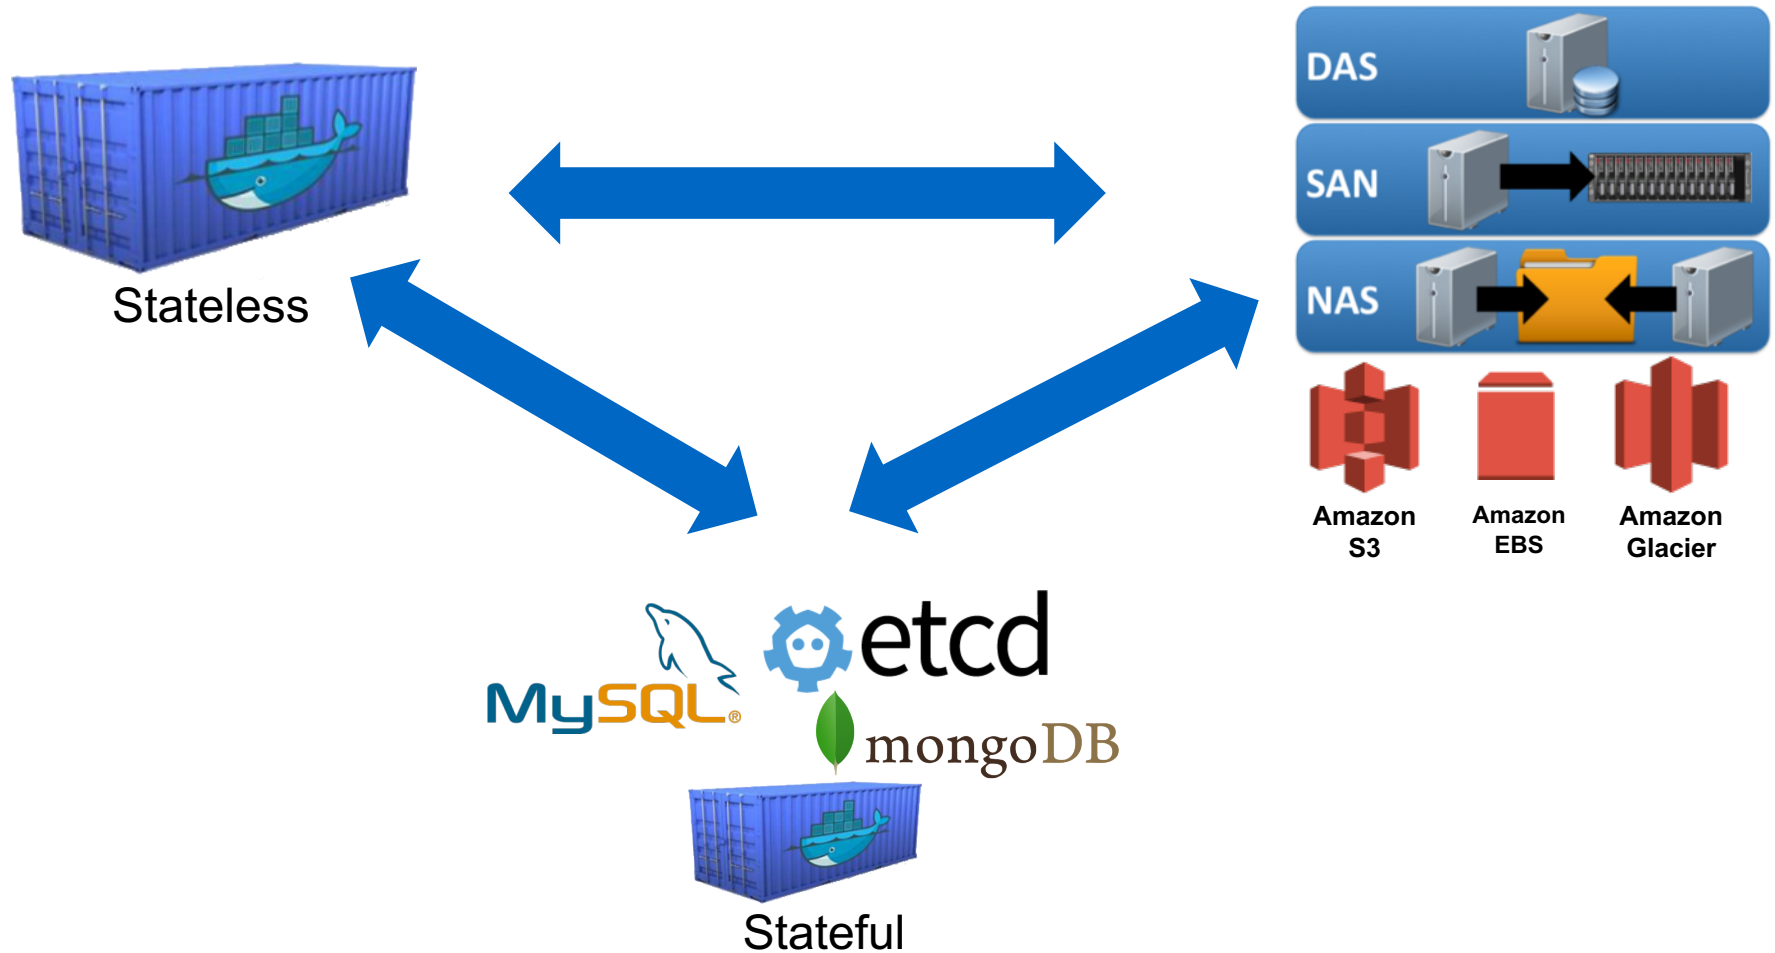 DAS
SAN
NAS
Stateless
Amazon
S3
Amazon
EBS
Amazon
Glacier
etcd
MySQL®
mongoDB
Stateful